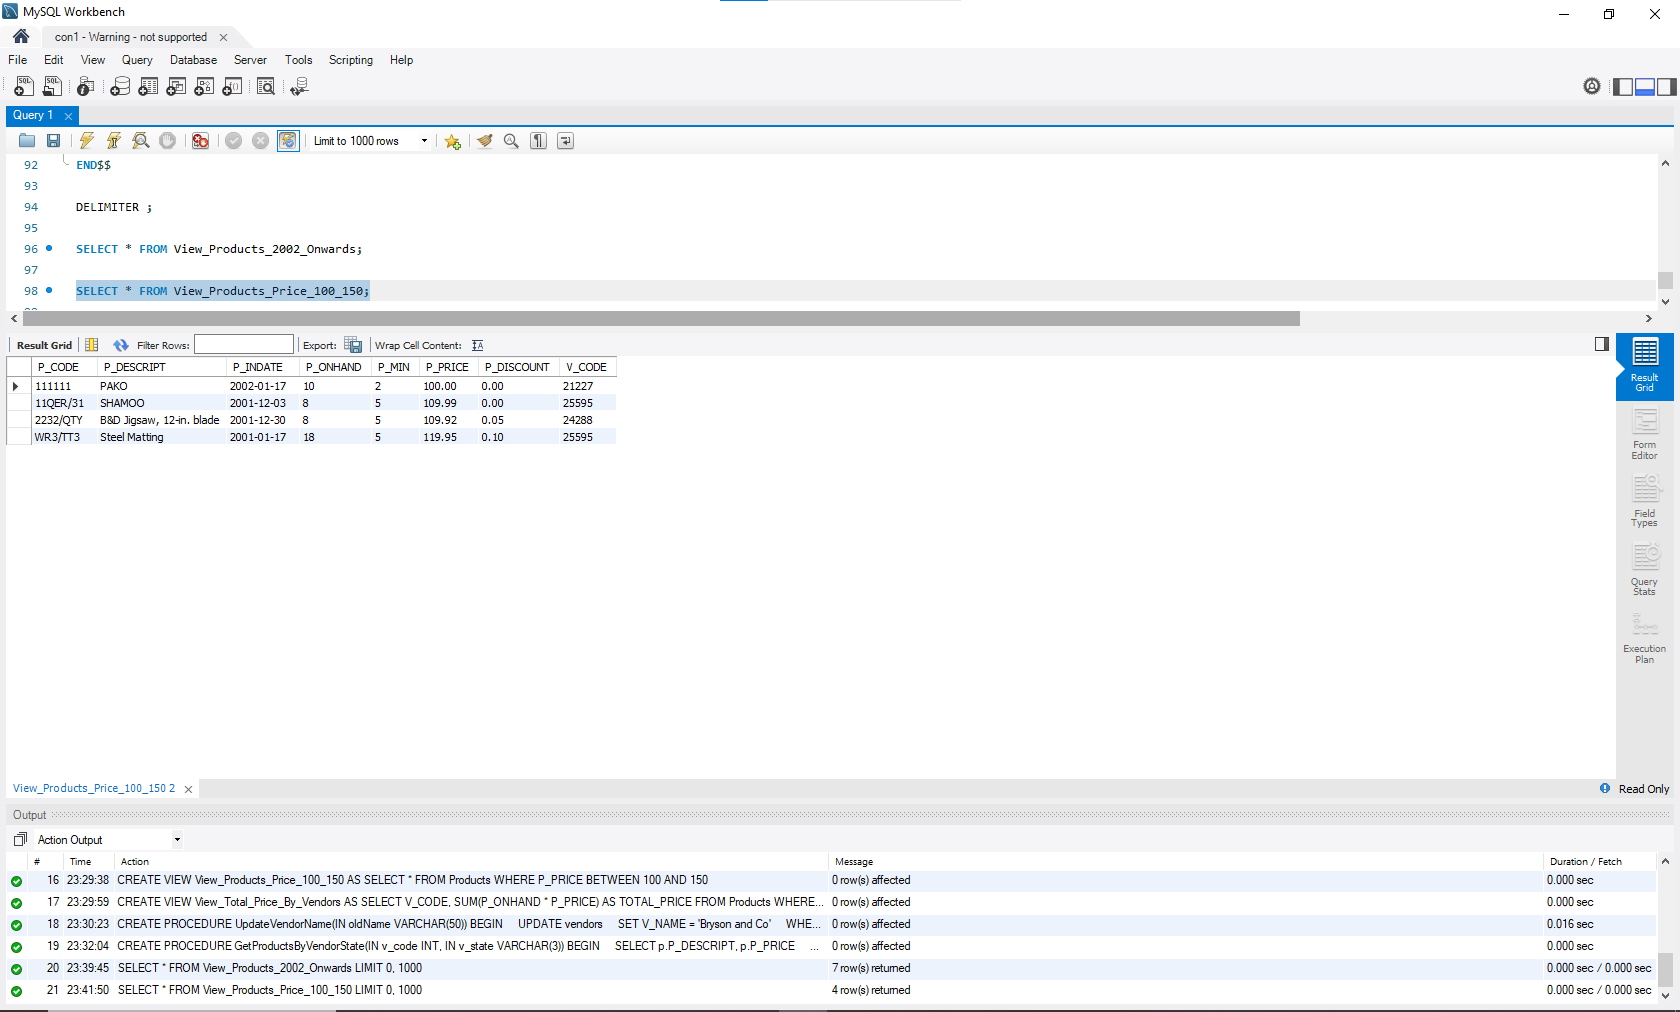 MySQL Workbench
con1 - Warning - not supported
File Edit View Query Database Server Tools Scripting Help
Query 1
Limit to 1000 rows
92 END$$
93
94 DELIMITER ;
95
96 SELECT * FROM View_Products_2002_Onwards;
97
98 SELECT * FROM View_Products_Price_100_150;
Result Grid Filter Rows: Export: Wrap Cell Content:
P_CODE P_DESCRIPT P_INDATE P_ONHAND P_MIN P_PRICE P_DISCOUNT V_CODE
111111 PAKO 2002-01-17 10 2 100.00 0.00 21227
11QER/31 SHAMOO 2001-12-03 8 5 109.99 0.00 25595
2232/QTY B&D Jigsaw, 12-in. blade 2001-12-30 8 5 109.92 0.05 24288
WR3/TT3 Steel Matting 2001-01-17 18 5 119.95 0.10 25595
Result
Grid
Form
Editor
Field
Types
Query
Stats
Execution
Plan
View_Products_Price_100_150 2
Read Only
Output
Action Output
# Time Action Message Duration / Fetch
16 23:29:38 CREATE VIEW View_Products_Price_100_150 AS SELECT * FROM Products WHERE P_PRICE BETWEEN 100 AND 150 0 row(s) affected 0.000 sec
17 23:29:59 CREATE VIEW View_Total_Price_By_Vendors AS SELECT V_CODE, SUM(P_ONHAND * P_PRICE) AS TOTAL_PRICE FROM Products WHERE... 0 row(s) affected 0.000 sec
18 23:30:23 CREATE PROCEDURE UpdateVendorName(IN oldName VARCHAR(50)) BEGIN UPDATE vendors SET V_NAME = 'Bryson and Co' WHE... 0 row(s) affected 0.016 sec
19 23:32:04 CREATE PROCEDURE GetProductsByVendorState(IN v_code INT, IN v_state VARCHAR(3)) BEGIN SELECT p.P_DESCRIPT, p.P_PRICE ... 0 row(s) affected 0.000 sec
20 23:39:45 SELECT * FROM View_Products_2002_Onwards LIMIT 0, 1000 7 row(s) returned 0.000 sec / 0.000 sec
21 23:41:50 SELECT * FROM View_Products_Price_100_150 LIMIT 0, 1000 4 row(s) returned 0.000 sec / 0.000 sec